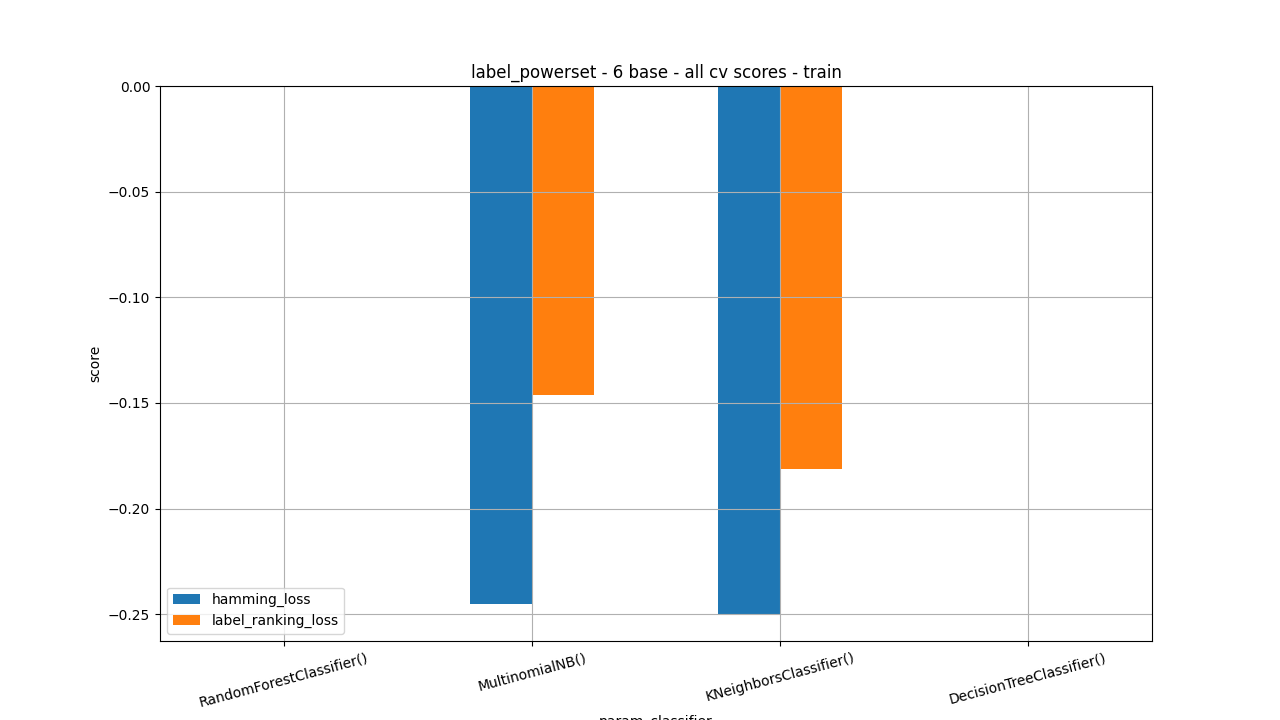 label_powerset - 6 base - all cv scores - train
0.00
−0.05
−0.10
−0.15
−0.20
−0.25
score
hamming_loss
label_ranking_loss
RandomForestClassifier()
MultinomialNB()
KNeighborsClassifier()
DecisionTreeClassifier()
param_classifier